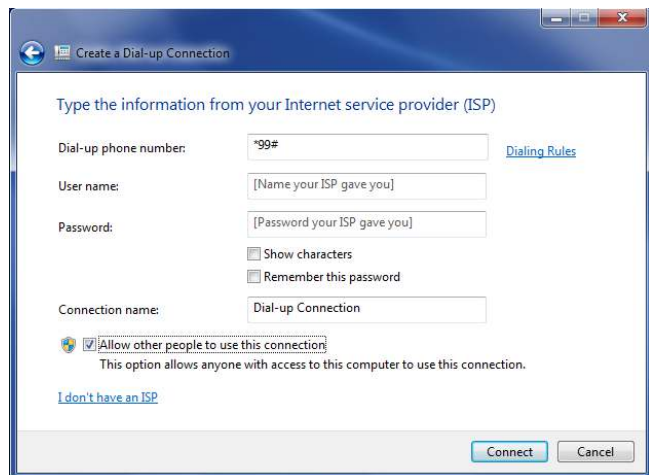 Create a Dial-up Connection
Type the information from your Internet service provider (ISP)
Dial-up phone number: *99# Dialing Rules
User name: [Name your ISP gave you]
Password: [Password your ISP gave you]
Show characters
Remember this password
Connection name: Dial-up Connection
Allow other people to use this connection
This option allows anyone with access to this computer to use this connection.
I don't have an ISP
Connect Cancel